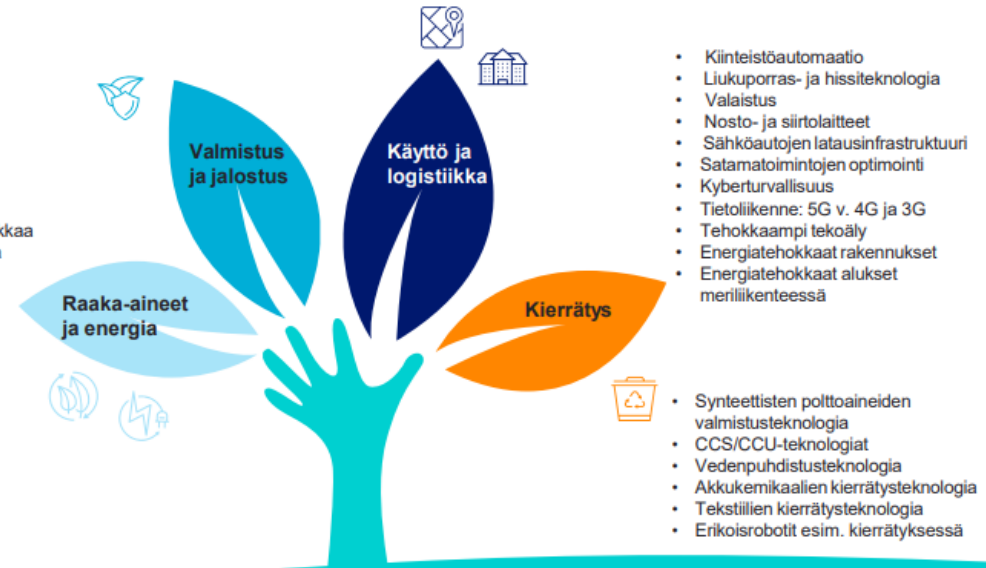 Valmistus
ja jalostus
Käyttö ja
logistiikka
Raaka-aineet
ja energia
Kierrätys
• Kiinteistöautomaatio
• Liukuporras- ja hissiteknologia
• Valaistus
• Nosto- ja siirtolaitteet
• Sähköautojen latausinfrastruktuuri
• Satamatoimintojen optimointi
• Kyberturvallisuus
• Tietoliikenne: 5G v. 4G ja 3G
• Tehokkaampi tekoäly
• Energiatehokkaat rakennukset
• Energiatehokkaat alukset
meriliikenteessä
• Synteettisten polttoaineiden
valmistusteknologia
• CCS/CCU-teknologiat
• Vedenpuhdistusteknologia
• Akkukemikaalien kierrätysteknologia
• Tekstiilien kierrätysteknologia
• Erikoisrobotit esim. kierrätyksessä